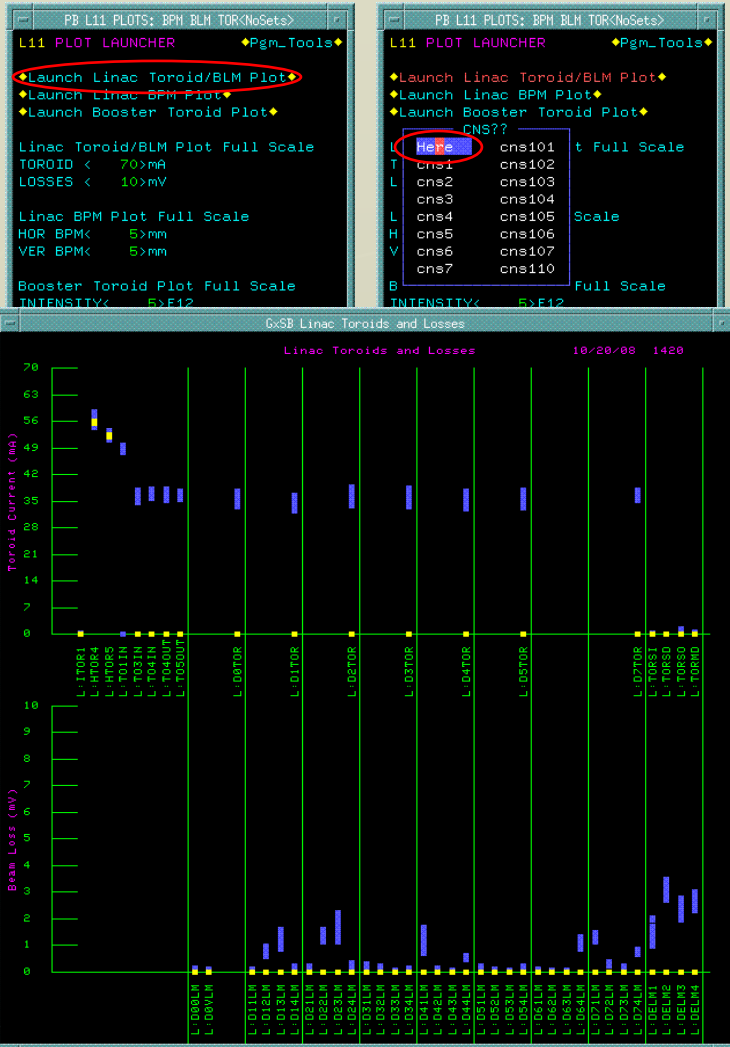 PB L11 PLOTS: BPM BLM TOR<NoSets>
L11 PLOT LAUNCHER ◆Pgm_Tools◆
◆Launch Linac Toroid/BLM Plot◆
◆Launch Linac BPM Plot◆
◆Launch Booster Toroid Plot◆
Linac Toroid/BLM Plot Full Scale
TOROID < 70>mA
LOSSES < 10>mV
Linac BPM Plot Full Scale
HOR BPM< 5>mm
VER BPM< 5>mm
Booster Toroid Plot Full Scale
INTENSITY< 5>E12
PB L11 PLOTS: BPM BLM TOR<NoSets>
L11 PLOT LAUNCHER ◆Pgm_Tools◆
◆Launch Linac Toroid/BLM Plot◆
◆Launch Linac BPM Plot◆
◆Launch Booster Toroid Plot◆
CNS??
L Here cns101 t Full Scale
T cns1 cns102
L cns2 cns103
cns3 cns104
L cns4 cns105 Scale
H cns5 cns106
V cns6 cns107
cns7 cns110
B Full Scale
INTENSITY< 5>E12
GxSB Linac Toroids and Losses
Linac Toroids and Losses 10/20/08 1420
Toroid Current (mA)
70
63
56
49
42
35
28
21
14
7
0
L:ITOR1
L:HTOR4
L:HTOR5
L:TO1IN
L:TO3IN
L:TO4IN
L:TO4OUT
L:TO5OUT
L:D0TOR
L:D1TOR
L:D2TOR
L:D3TOR
L:D4TOR
L:D5TOR
L:D7TOR
L:TORSI
L:TORSD
L:TORSO
L:TORMD
Beam Loss (mV)
10
9
8
7
6
5
4
3
2
1
0
L:D00LM
L:D0VLM
L:D11LM
L:D12LM
L:D13LM
L:D14LM
L:D21LM
L:D22LM
L:D23LM
L:D24LM
L:D31LM
L:D32LM
L:D33LM
L:D34LM
L:D41LM
L:D42LM
L:D43LM
L:D44LM
L:D51LM
L:D52LM
L:D53LM
L:D54LM
L:D61LM
L:D62LM
L:D63LM
L:D64LM
L:D71LM
L:D72LM
L:D73LM
L:D74LM
L:DELM1
L:DELM2
L:DELM3
L:DELM4